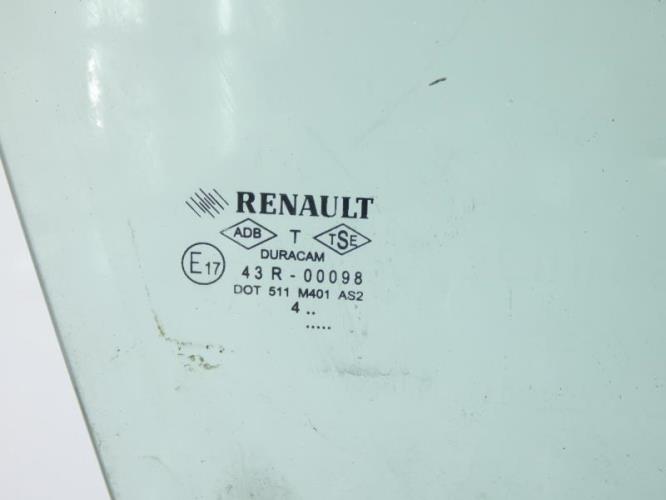 RENAULT
ADB T TSE
DURACAM
E17 43R-00098
DOT 511 M401 AS2
4 ..
.....